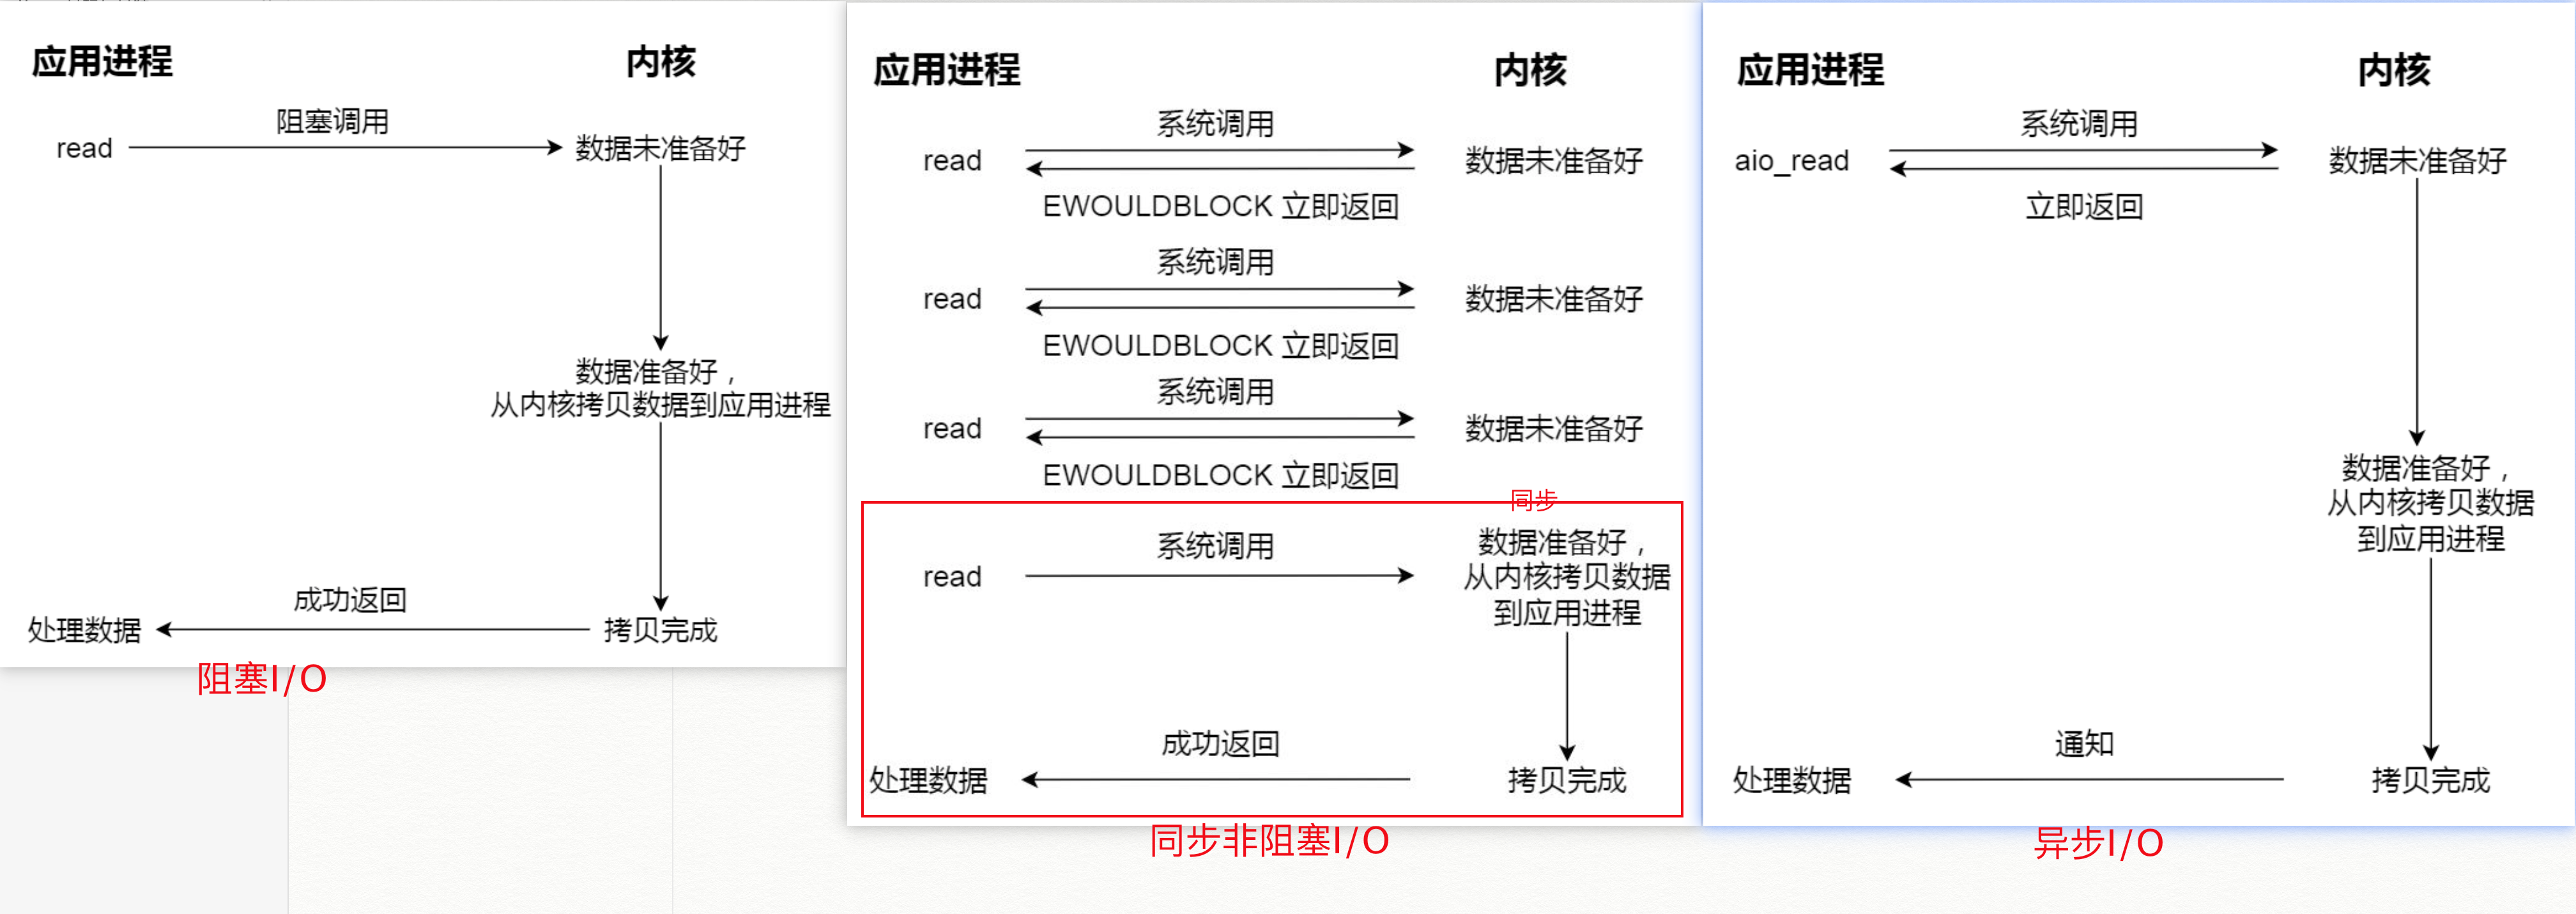 应用进程
内核
阻塞调用
read
数据未准备好
数据准备好，
从内核拷贝数据到应用进程
成功返回
处理数据
拷贝完成
阻塞I/O
应用进程
内核
系统调用
read
数据未准备好
EWOULDBLOCK 立即返回
系统调用
read
数据未准备好
EWOULDBLOCK 立即返回
系统调用
read
数据未准备好
EWOULDBLOCK 立即返回
同步
系统调用
read
数据准备好，
从内核拷贝数据
到应用进程
成功返回
处理数据
拷贝完成
同步非阻塞I/O
应用进程
内核
系统调用
aio_read
数据未准备好
立即返回
数据准备好，
从内核拷贝数据
到应用进程
通知
处理数据
拷贝完成
异步I/O